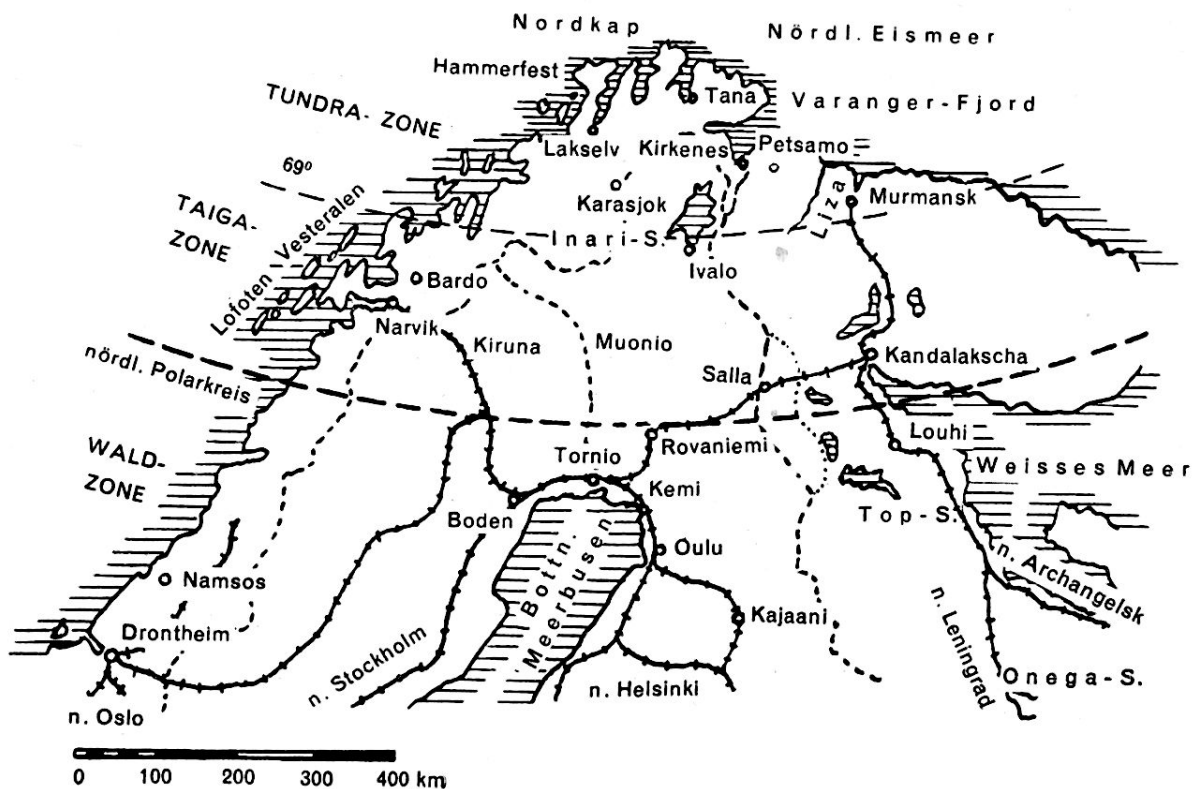 Nordkap
Nördl. Eismeer
Hammerfest
TUNDRA-ZONE
Tana
Varanger-Fjord
Lakselv
Kirkenes
Petsamo
69°
Karasjok
Liza
Murmansk
TAIGA-
ZONE
Lofoten Vesteralen
Inari-S.
Ivalo
Bardo
Narvik
Kiruna
Muonio
Kandalakscha
Salla
nördl. Polarkreis
Rovaniemi
Louhi
WALD-
ZONE
Tornio
Kemi
Weisses Meer
Boden
Top-S.
Bottn.
Meerbusen
Oulu
n. Archangelsk
Namsos
Kajaani
Drontheim
n. Stockholm
n. Helsinki
n. Leningrad
Onega-S.
n. Oslo
0 100 200 300 400 km